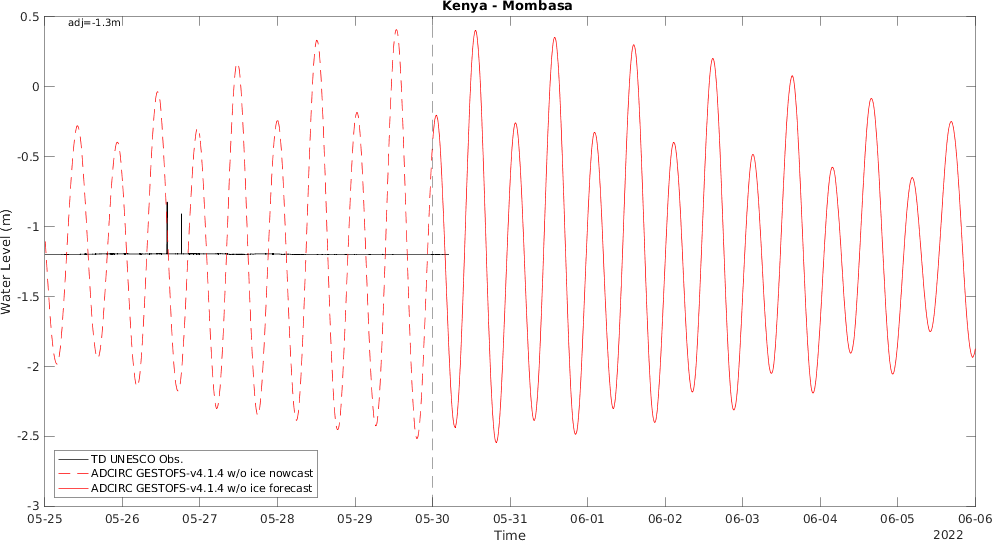 Kenya - Mombasa
adj=-1.3m
0.5
0
-0.5
-1
-1.5
-2
-2.5
-3
Water Level (m)
TD UNESCO Obs.
ADCIRC GESTOFS-v4.1.4 w/o ice nowcast
ADCIRC GESTOFS-v4.1.4 w/o ice forecast
05-25 05-26 05-27 05-28 05-29 05-30 05-31 06-01 06-02 06-03 06-04 06-05 06-06
Time
2022